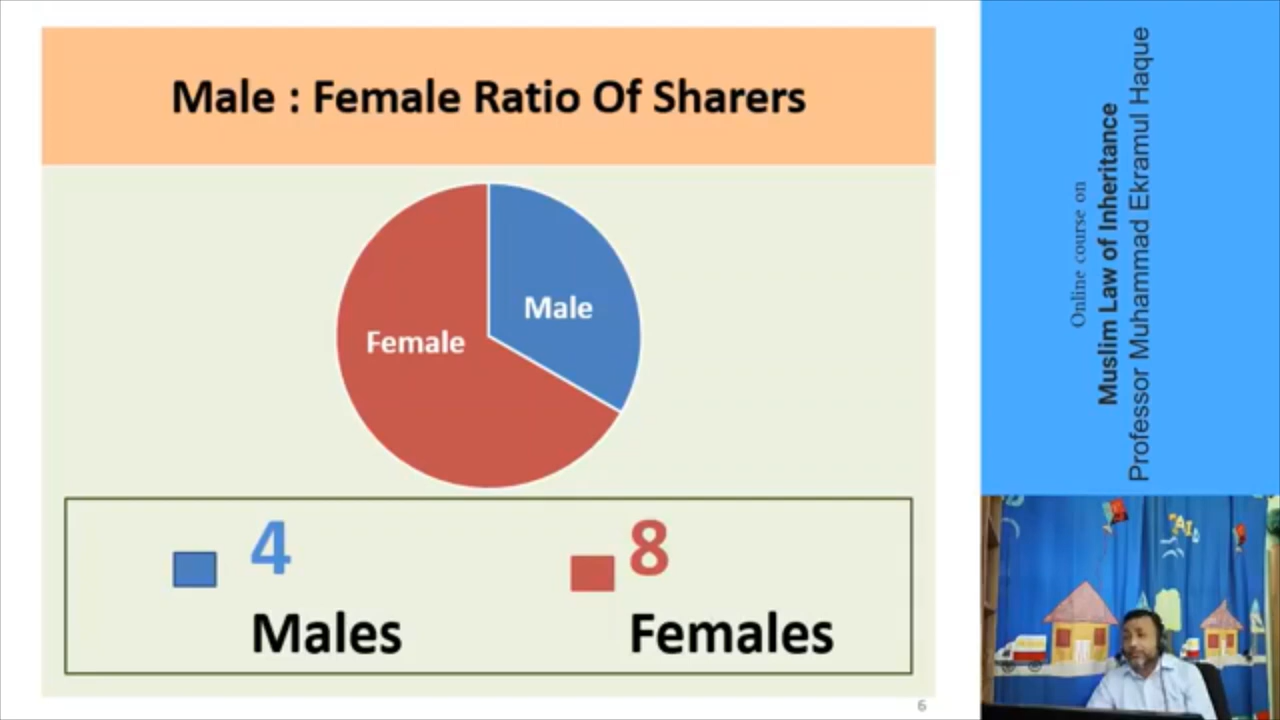 Male : Female Ratio Of Sharers
Male
Female
4
Males
8
Females
6
Online course on
Muslim Law of Inheritance
Professor Muhammad Ekramul Haque